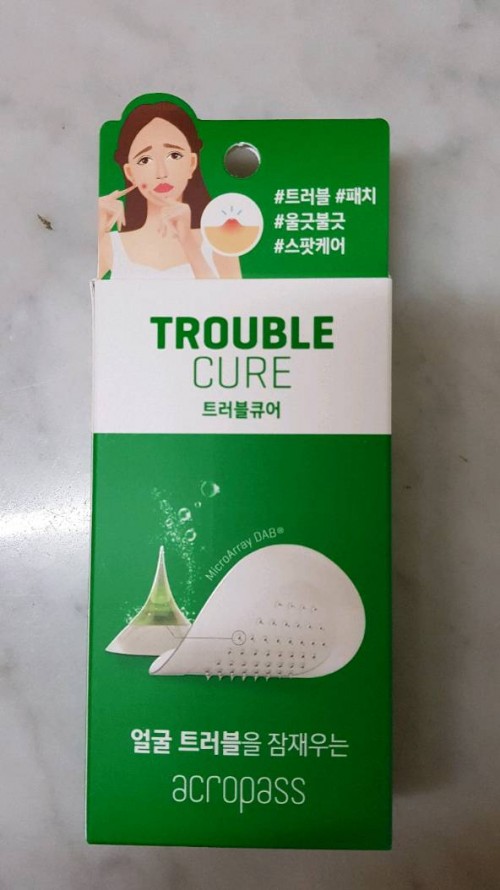 #트러블 #패치
#울긋불긋
#스팟케어
TROUBLE
CURE
트러블큐어
MicroArray DAB®
얼굴 트러블을 잠재우는
acropass